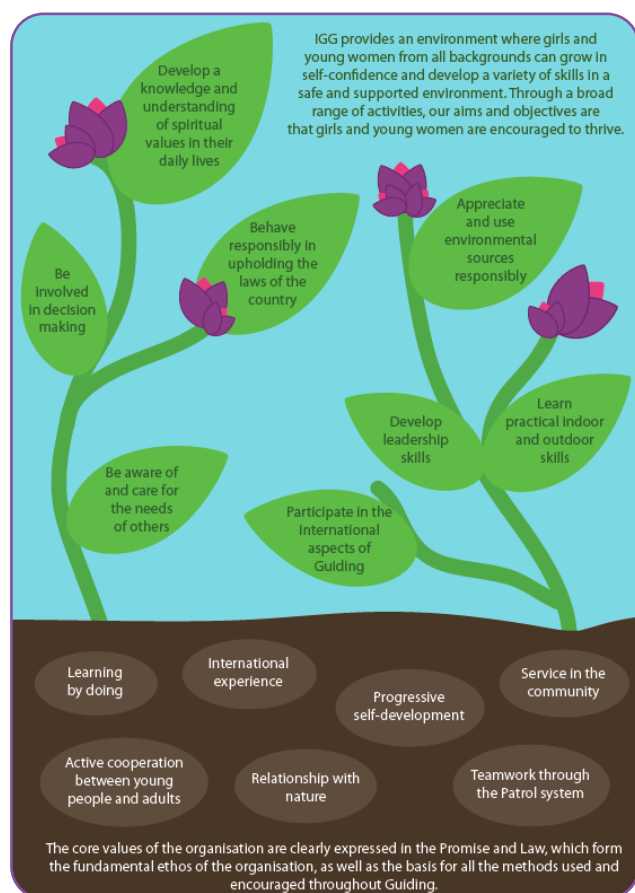 IGG provides an environment where girls and
young women from all backgrounds can grow in
self-confidence and develop a variety of skills in a
safe and supported environment. Through a broad
range of activities, our aims and objectives are
that girls and young women are encouraged to thrive.
Develop a
knowledge and
understanding
of spiritual
values in their
daily lives
Behave
responsibly in
upholding the
laws of the
country
Be
involved
in decision
making
Be aware of
and care for
the needs
of others
Appreciate
and use
environmental
sources
responsibly
Develop
leadership
skills
Learn
practical indoor
and outdoor
skills
Participate in the
international
aspects of
Guiding
Learning
by doing
International
experience
Progressive
self-development
Service in the
community
Active cooperation
between young
people and adults
Relationship with
nature
Teamwork through
the Patrol system
The core values of the organisation are clearly expressed in the Promise and Law, which form
the fundamental ethos of the organisation, as well as the basis for all the methods used and
encouraged throughout Guiding.